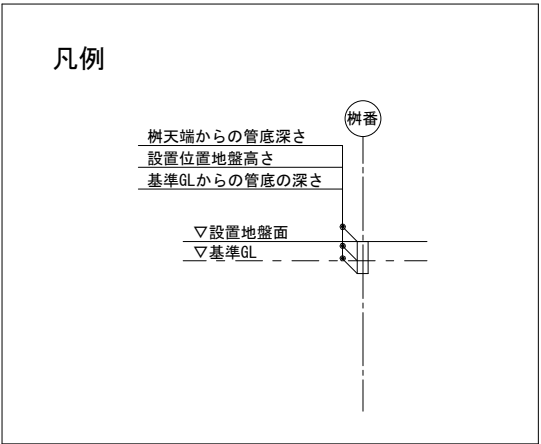 凡例
桝番
桝天端からの管底深さ
設置位置地盤高さ
基準GLからの管底の深さ
▽設置地盤面
▽基準GL